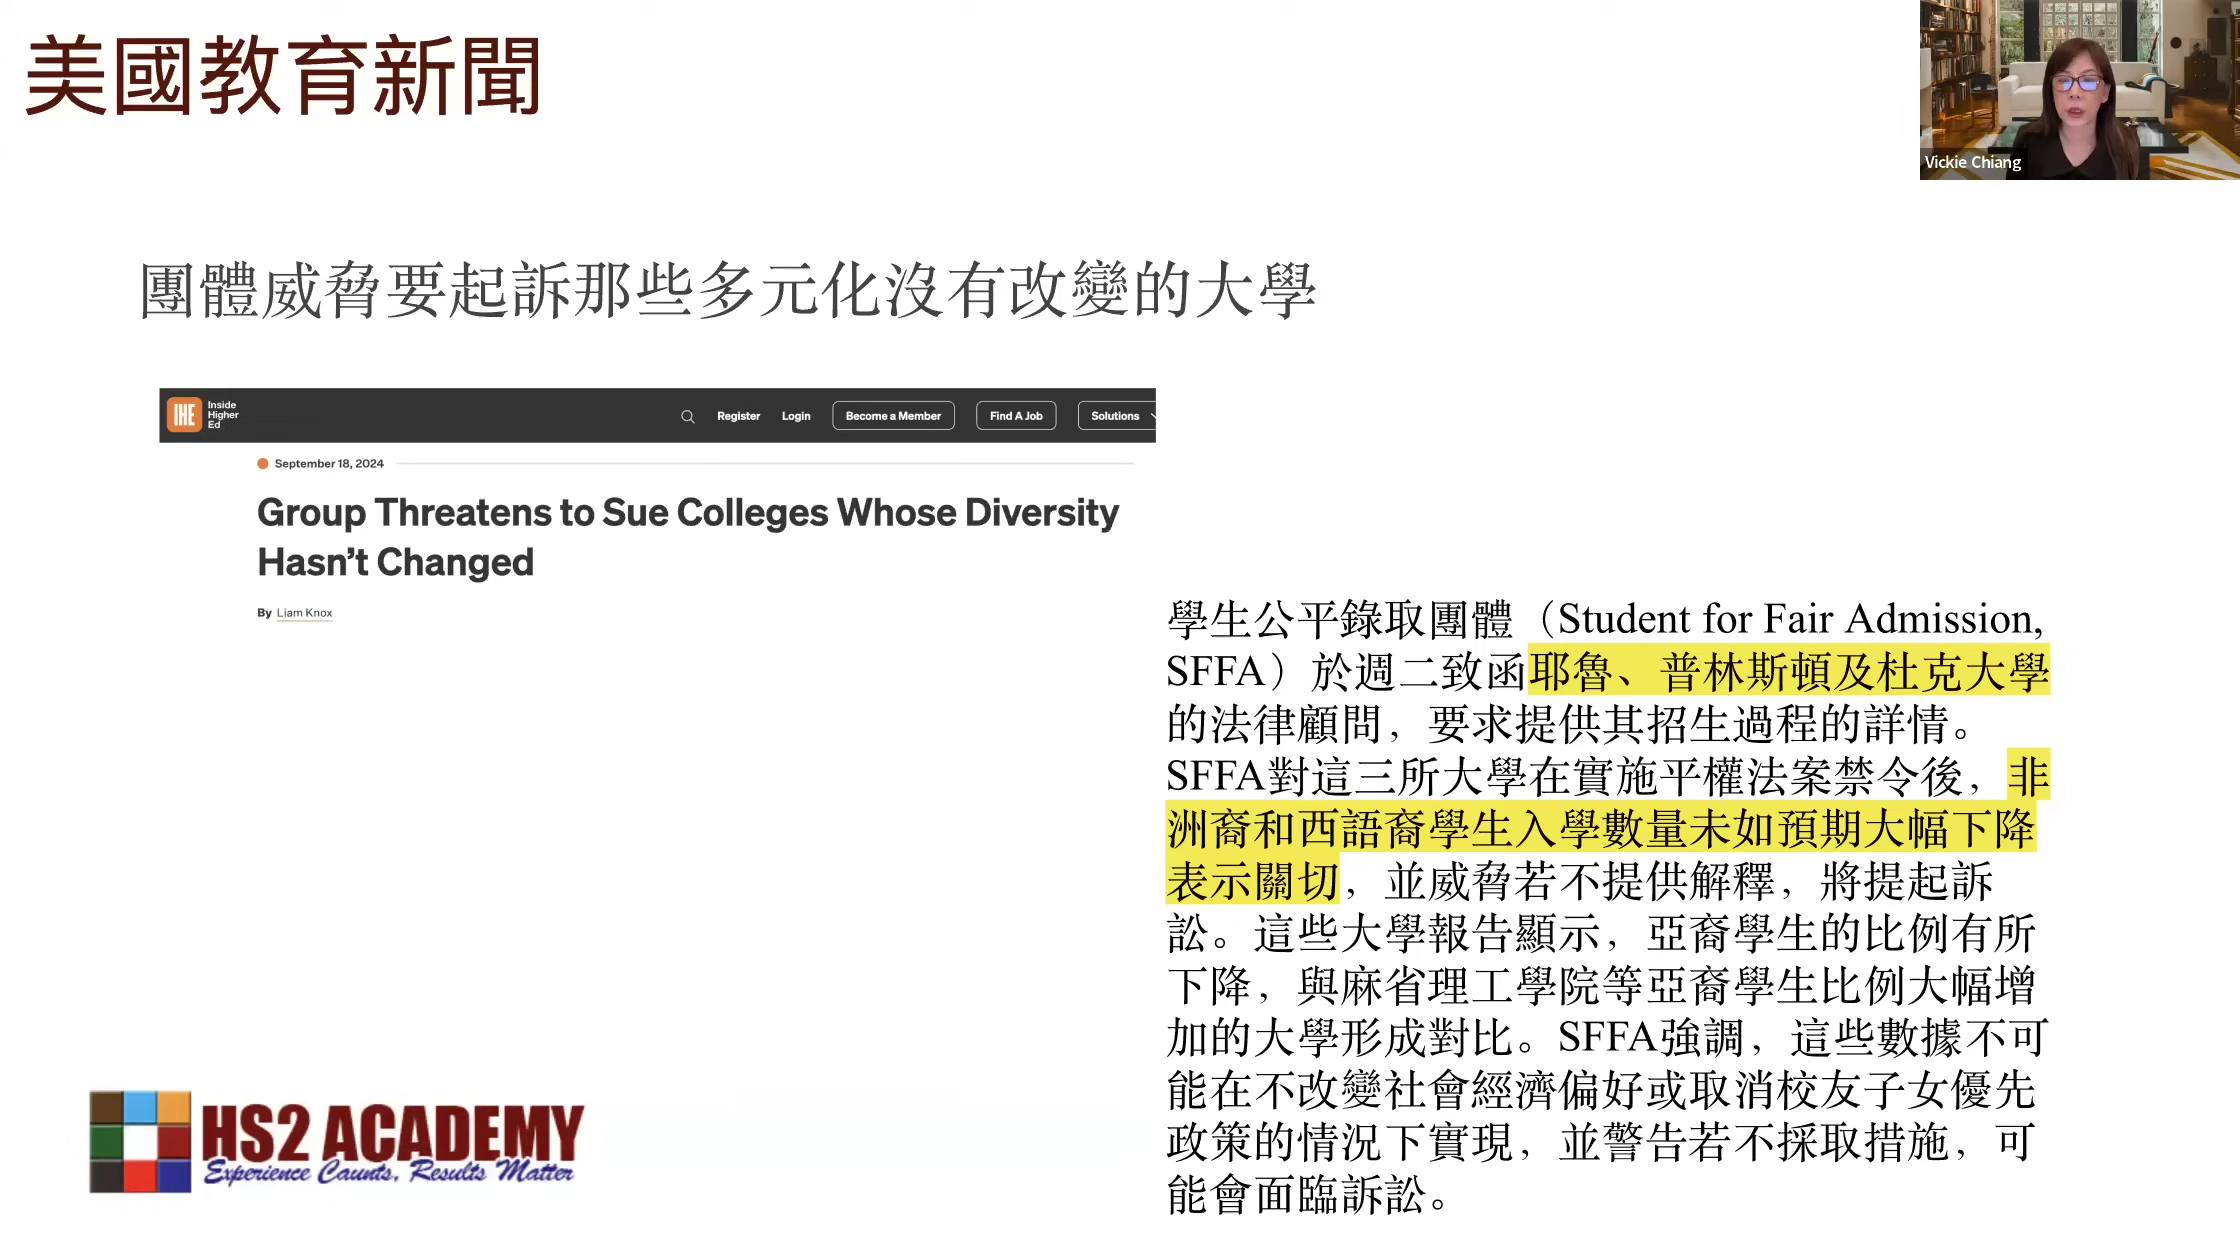 美國教育新聞
Vickie Chiang
團體威脅要起訴那些多元化沒有改變的大學
IHE
Inside
Higher
Ed
Register Login Become a Member Find A Job Solutions
September 18, 2024
Group Threatens to Sue Colleges Whose Diversity
Hasn't Changed
By Liam Knox
學生公平錄取團體（Student for Fair Admission,
SFFA）於週二致函耶魯、普林斯頓及杜克大學
的法律顧問，要求提供其招生過程的詳情。
SFFA對這三所大學在實施平權法案禁令後，非
洲裔和西語裔學生入學數量未如預期大幅下降
表示關切，並威脅若不提供解釋，將提起訴
訟。這些大學報告顯示，亞裔學生的比例有所
下降，與麻省理工學院等亞裔學生比例大幅增
加的大學形成對比。SFFA強調，這些數據不可
能在不改變社會經濟偏好或取消校友子女優先
政策的情況下實現，並警告若不採取措施，可
能會面臨訴訟。
HS2 ACADEMY
Experience Counts, Results Matter